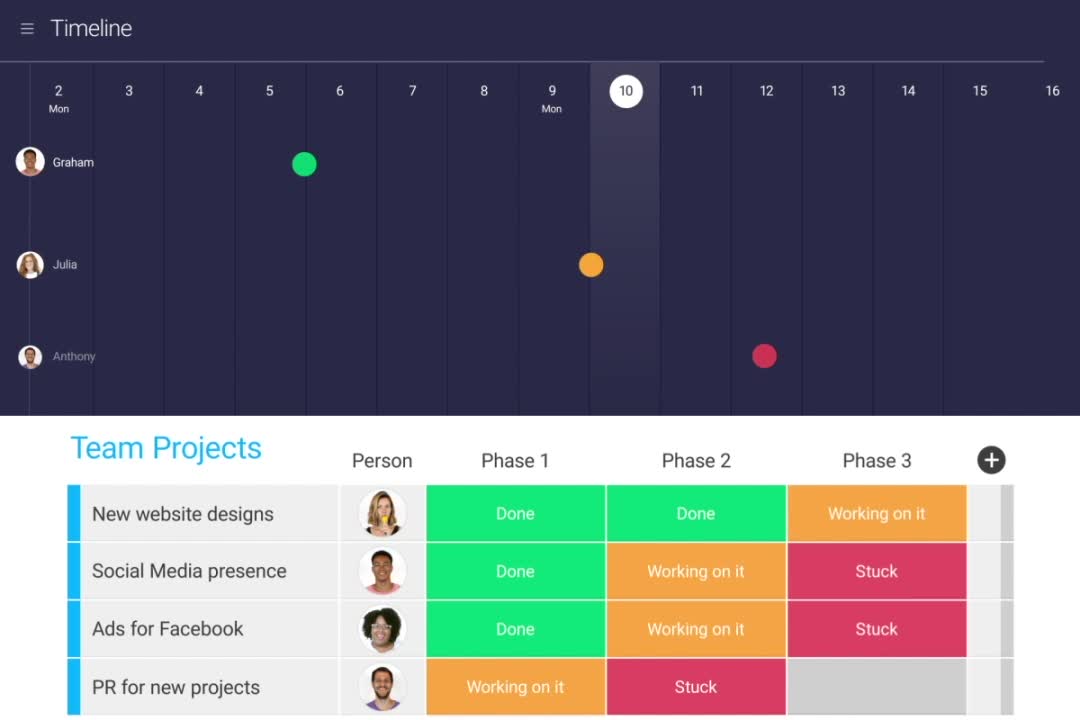 Timeline
2 3 4 5 6 7 8 9 10 11 12 13 14 15 16
Mon Mon
Graham
Julia
Anthony
Team Projects
Person Phase 1 Phase 2 Phase 3
New website designs Done Done Working on it
Social Media presence Done Working on it Stuck
Ads for Facebook Done Working on it Stuck
PR for new projects Working on it Stuck